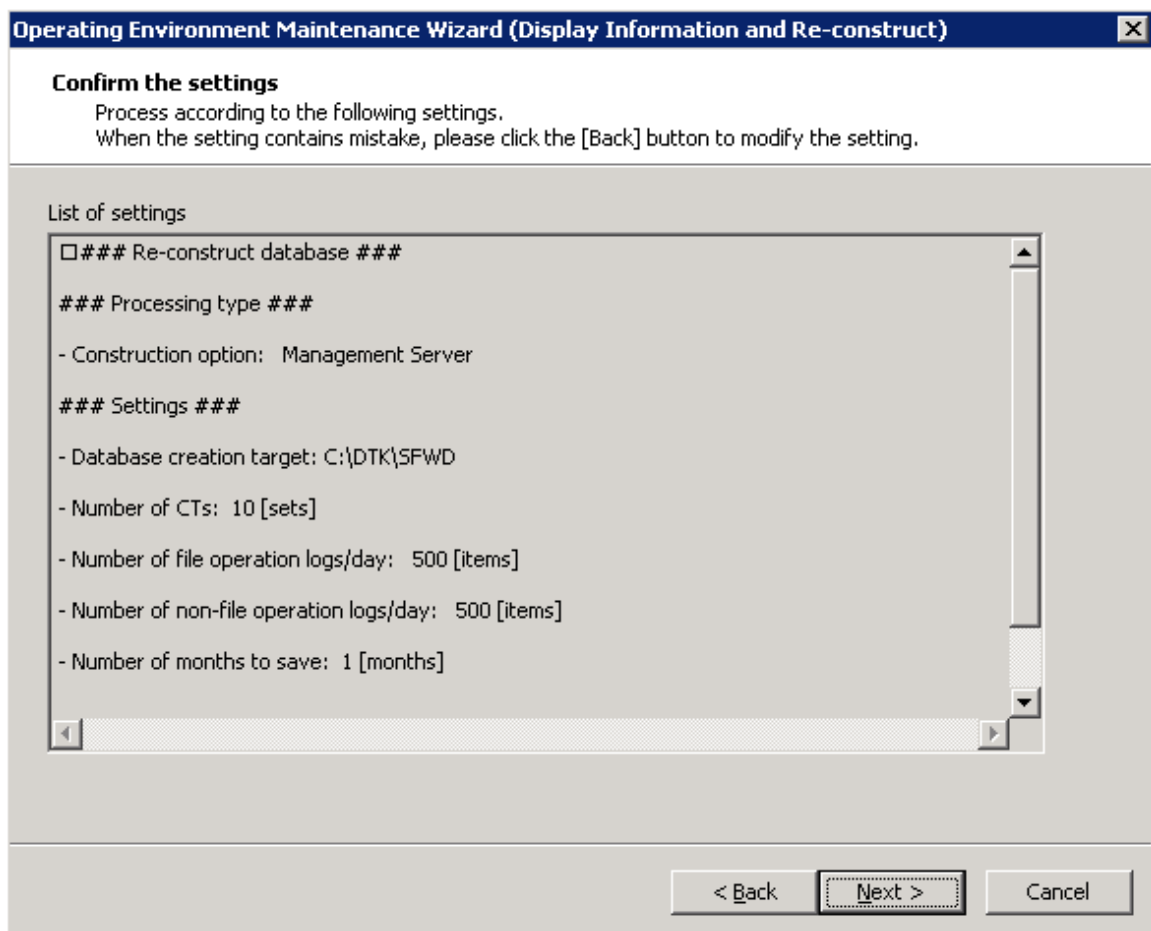 Operating Environment Maintenance Wizard (Display Information and Re-construct)
Confirm the settings
Process according to the following settings.
When the setting contains mistake, please click the [Back] button to modify the setting.
List of settings
□### Re-construct database ###
### Processing type ###
- Construction option:   Management Server
### Settings ###
- Database creation target: C:\DTK\SFWD
- Number of CTs:  10 [sets]
- Number of file operation logs/day:   500 [items]
- Number of non-file operation logs/day:   500 [items]
- Number of months to save:  1 [months]
< Back
Next >
Cancel